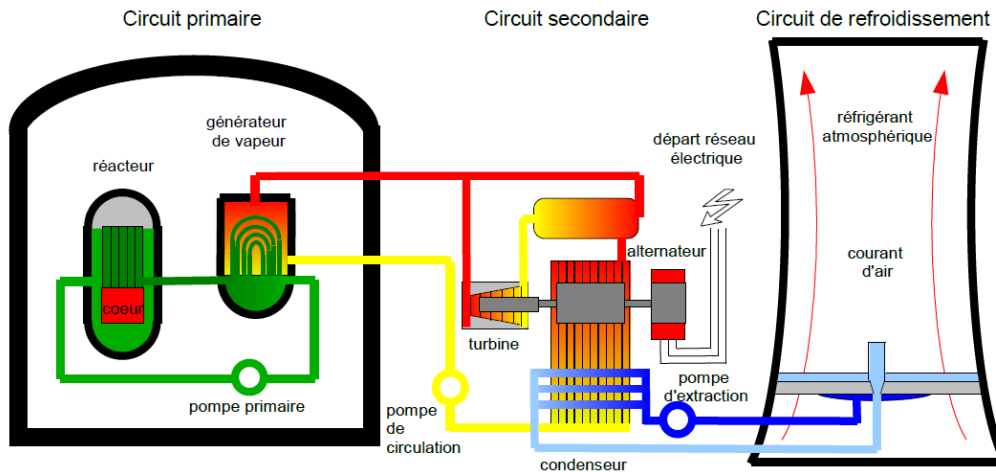 Circuit primaire
Circuit secondaire
Circuit de refroidissement
générateur
de vapeur
réacteur
départ réseau
électrique
réfrigérant
atmosphérique
alternateur
courant
d'air
coeur
turbine
pompe primaire
pompe
de
circulation
pompe
d'extraction
condenseur